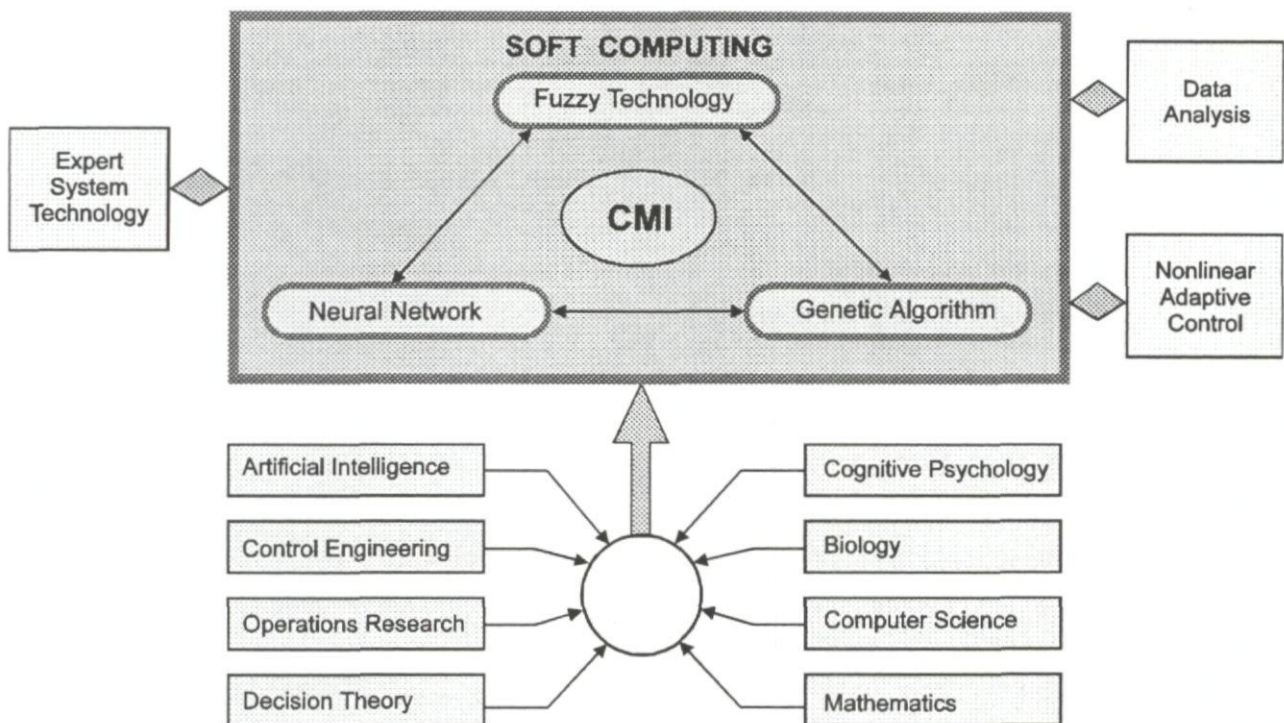 SOFT COMPUTING
Fuzzy Technology
CMI
Neural Network
Genetic Algorithm
Expert
System
Technology
Data
Analysis
Nonlinear
Adaptive
Control
Artificial Intelligence
Control Engineering
Operations Research
Decision Theory
Cognitive Psychology
Biology
Computer Science
Mathematics